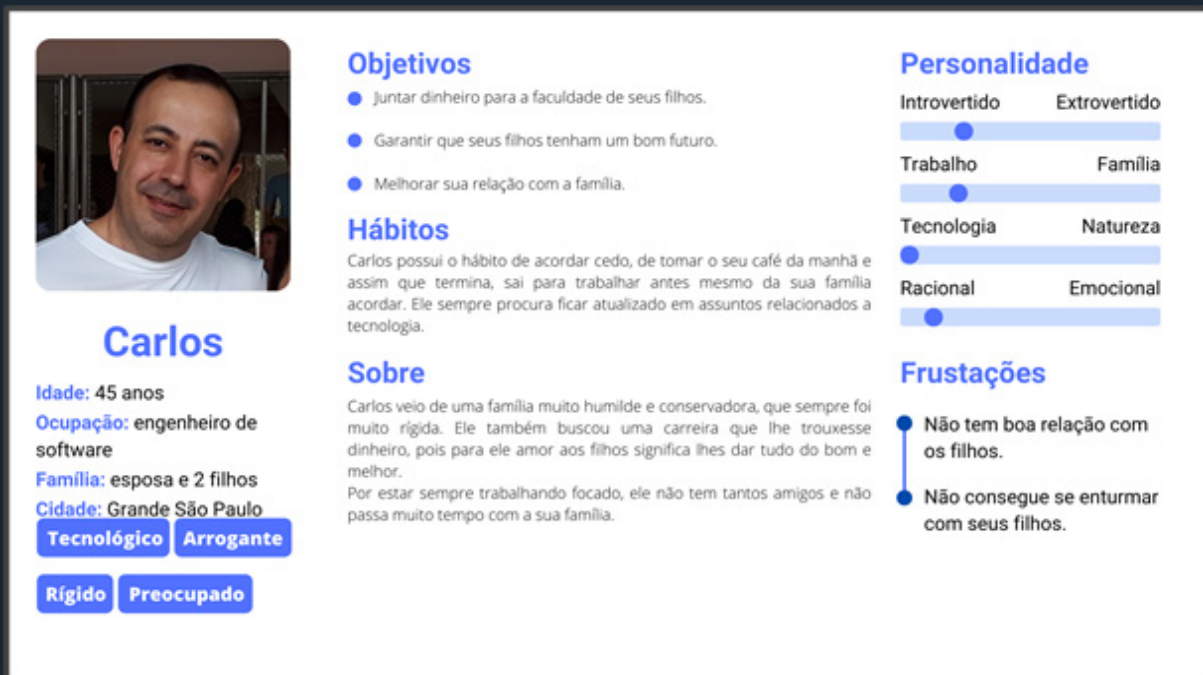 Carlos
Idade: 45 anos
Ocupação: engenheiro de
software
Família: esposa e 2 filhos
Cidade: Grande São Paulo
Tecnológico Arrogante
Rígido Preocupado
Objetivos
Juntar dinheiro para a faculdade de seus filhos.
Garantir que seus filhos tenham um bom futuro.
Melhorar sua relação com a família.
Hábitos
Carlos possui o hábito de acordar cedo, de tomar o seu café da manhã e
assim que termina, sai para trabalhar antes mesmo da sua família
acordar. Ele sempre procura ficar atualizado em assuntos relacionados a
tecnologia.
Sobre
Carlos veio de uma família muito humilde e conservadora, que sempre foi
muito rígida. Ele também buscou uma carreira que lhe trouxesse
dinheiro, pois para ele amor aos filhos significa lhes dar tudo do bom e
melhor.
Por estar sempre trabalhando focado, ele não tem tantos amigos e não
passa muito tempo com a sua família.
Personalidade
Introvertido Extrovertido
Trabalho Família
Tecnologia Natureza
Racional Emocional
Frustações
Não tem boa relação com
os filhos.
Não consegue se enturmar
com seus filhos.